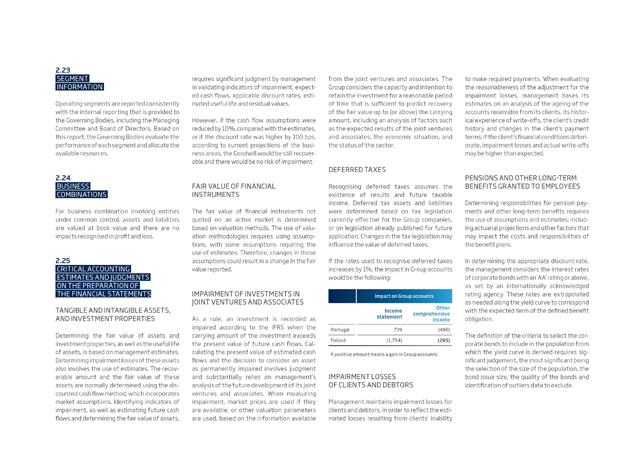 2.23
SEGMENT
INFORMATION
Operating segments are reported consistently
with the internal reporting that is provided to
the Governing Bodies, including the Managing
Committee and Board of Directors. Based on
this report, the Governing Bodies evaluate the
performance of each segment and allocate the
available resources.
2.24
BUSINESS
COMBINATIONS
For business combination involving entities
under common control, assets and liabilities
are valued at book value and there are no
impacts recognised in profit and loss.
2.25
CRITICAL ACCOUNTING
ESTIMATES AND JUDGMENTS
ON THE PREPARATION OF
THE FINANCIAL STATEMENTS
TANGIBLE AND INTANGIBLE ASSETS,
AND INVESTMENT PROPERTIES
Determining the fair value of assets and
investment properties, as well as the useful life
of assets, is based on management estimates.
Determining impairment losses of these assets
also involves the use of estimates. The recov-
erable amount and the fair value of these
assets are normally determined using the dis-
counted cash flow method, which incorporates
market assumptions. Identifying indicators of
impairment, as well as estimating future cash
flows and determining the fair value of assets,
requires significant judgment by management
in validating indicators of impairment, expect-
ed cash flows, applicable discount rates, esti-
mated useful life and residual values.
However, if the cash flow assumptions were
reduced by 10%, compared with the estimates,
or if the discount rate was higher by 100 bps,
according to current projections of the busi-
ness areas, the Goodwill would still be recover-
able and there would be no risk of impairment.
FAIR VALUE OF FINANCIAL
INSTRUMENTS
The fair value of financial instruments not
quoted on an active market is determined
based on valuation methods. The use of valu-
ation methodologies requires using assump-
tions, with some assumptions requiring the
use of estimates. Therefore, changes in those
assumptions could result in a change in the fair
value reported.
IMPAIRMENT OF INVESTMENTS IN
JOINT VENTURES AND ASSOCIATES
As a rule, an investment is recorded as
impaired according to the IFRS when the
carrying amount of the investment exceeds
the present value of future cash flows. Cal-
culating the present value of estimated cash
flows and the decision to consider an asset
as permanently impaired involves judgment
and substantially relies on management's
analysis of the future development of its joint
ventures and associates. When measuring
impairment, market prices are used if they
are available, or other valuation parameters
are used, based on the information available
from the joint ventures and associates. The
Group considers the capacity and intention to
retain the investment for a reasonable period
of time that is sufficient to predict recovery
of the fair value up to (or above) the carrying
amount, including an analysis of factors such
as the expected results of the joint ventures
and associates, the economic situation, and
the status of the sector.
DEFERRED TAXES
Recognising deferred taxes assumes the
existence of results and future taxable
income. Deferred tax assets and liabilities
were determined based on tax legislation
currently effective for the Group companies,
or on legislation already published for future
application. Changes in the tax legislation may
influence the value of deferred taxes.
If the rates used to recognise deferred taxes
increases by 1%, the impact in Group accounts
would be the following:
Impact on Group accounts
Income statement Other comprehensive income
Portugal 739 (490)
Poland (1,754) (285)
A positive amount means a gain in Group accounts.
IMPAIRMENT LOSSES
OF CLIENTS AND DEBTORS
Management maintains impairment losses for
clients and debtors, in order to reflect the esti-
mated losses resulting from clients' inability
to make required payments. When evaluating
the reasonableness of the adjustment for the
impairment losses, management bases its
estimates on an analysis of the ageing of the
accounts receivable from its clients, its histor-
ical experience of write-offs, the client's credit
history and changes in the client's payment
terms. If the client's financial conditions deteri-
orate, impairment losses and actual write-offs
may be higher than expected.
PENSIONS AND OTHER LONG-TERM
BENEFITS GRANTED TO EMPLOYEES
Determining responsibilities for pension pay-
ments and other long-term benefits requires
the use of assumptions and estimates, includ-
ing actuarial projections and other factors that
may impact the costs and responsibilities of
the benefit plans.
In determining the appropriate discount rate,
the management considers the interest rates
of corporate bonds with an 'AA' rating or above,
as set by an internationally acknowledged
rating agency. These rates are extrapolated
as needed along the yield curve to correspond
with the expected term of the defined benefit
obligation.
The definition of the criteria to select the cor-
porate bonds to include in the population from
which the yield curve is derived requires sig-
nificant judgement, the most significant being
the selection of the size of the population, the
bond issue size, the quality of the bonds and
identification of outliers data to exclude.